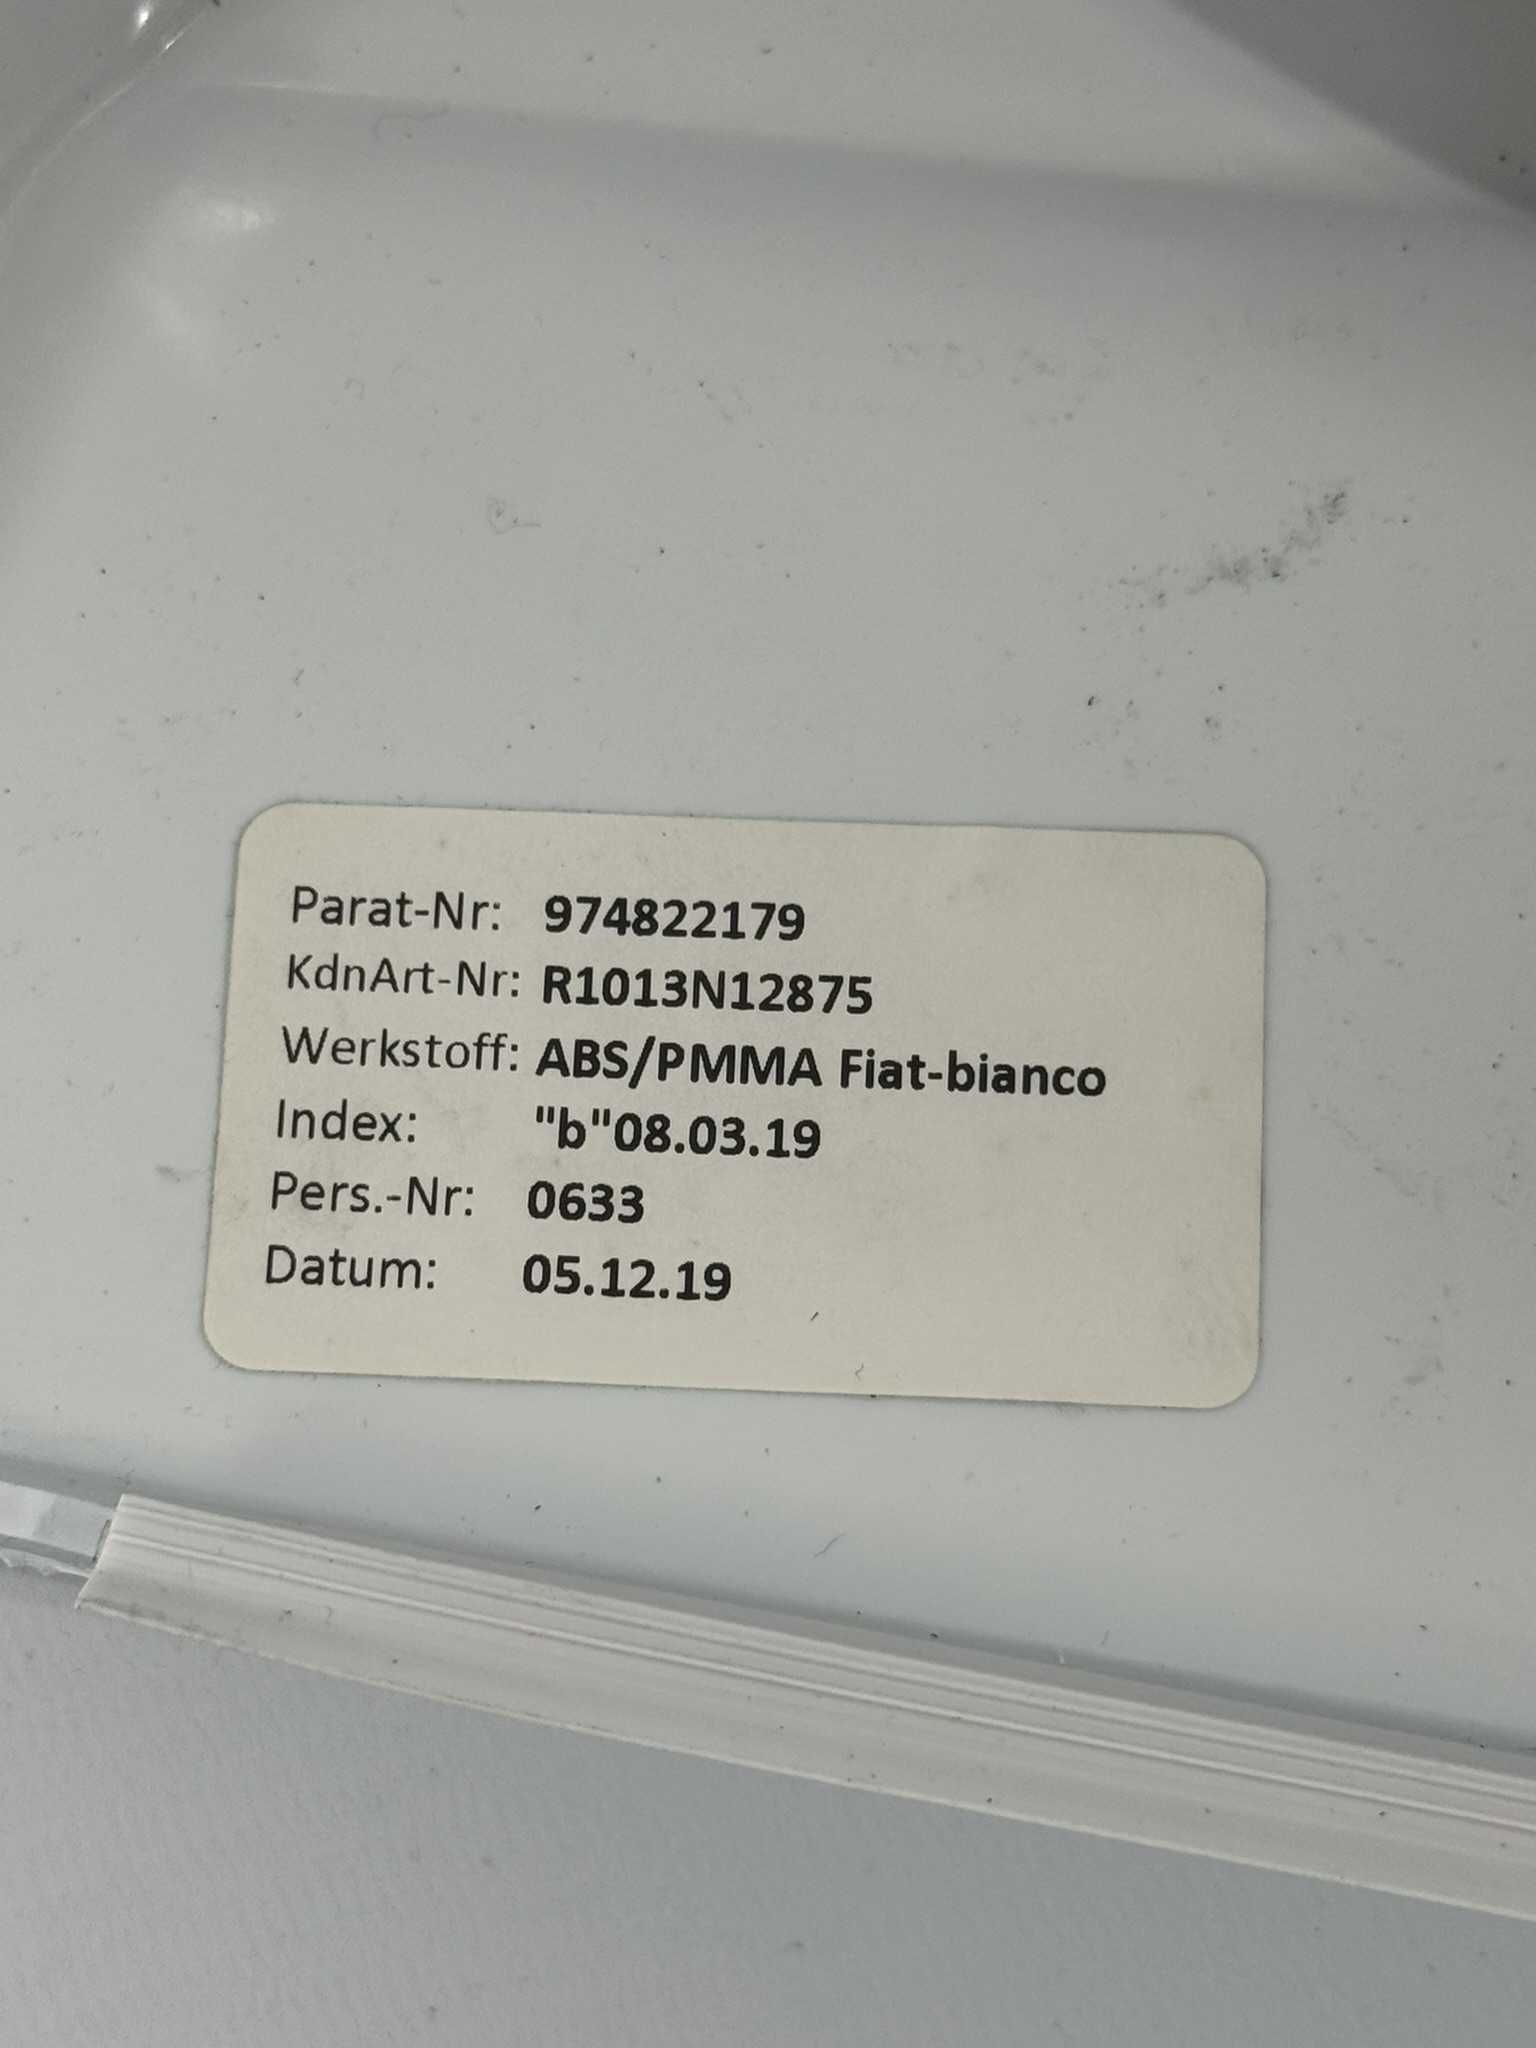 Parat-Nr: 974822179
KdnArt-Nr: R1013N12875
Werkstoff: ABS/PMMA Fiat-bianco
Index: "b"08.03.19
Pers.-Nr: 0633
Datum: 05.12.19